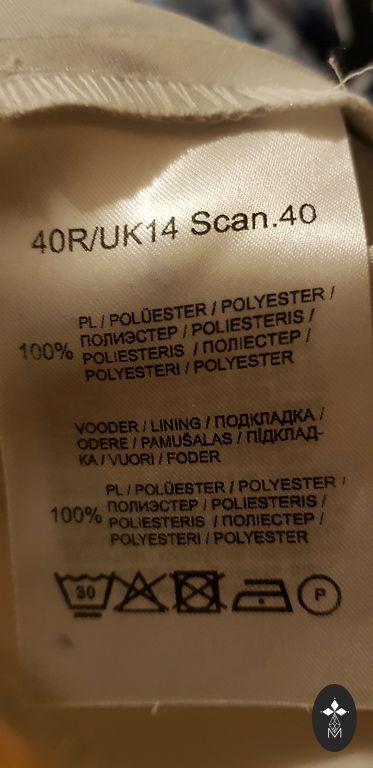 40R/UK14 Scan.40
PL / POLÜESTER / POLYESTER /
ПОЛИЭСТЕР / POLIESTERIS /
100% POLIESTERIS / ПОЛІЕСТЕР /
POLYESTERI / POLYESTER
VOODER / LINING / ПОДКЛАДКА /
ODERE / PAMUŠALAS / ПІДКЛАД-
КА / VUORI / FODER
PL / POLÜESTER / POLYESTER /
100% ПОЛИЭСТЕР / POLIESTERIS /
POLIESTERIS / ПОЛІЕСТЕР /
POLYESTERI / POLYESTER
30 P
M